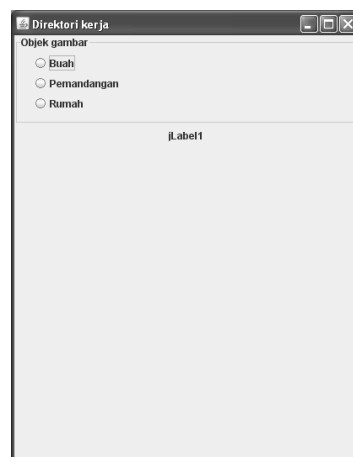 Direktori kerja
Objek gambar
Buah
Pemandangan
Rumah
jLabel1